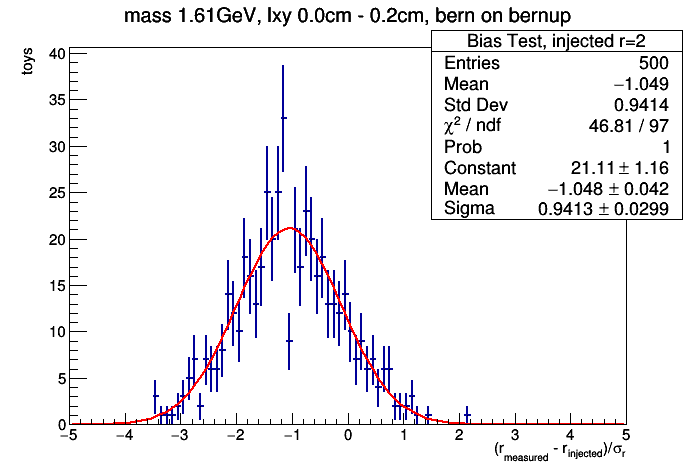 mass 1.61GeV, lxy 0.0cm - 0.2cm, bern on bernup
Bias Test, injected r=2
Entries 500
Mean −1.049
Std Dev 0.9414
χ² / ndf 46.81 / 97
Prob 1
Constant 21.11 ± 1.16
Mean −1.048 ± 0.042
Sigma 0.9413 ± 0.0299
toys
40
35
30
25
20
15
10
5
0
−5 −4 −3 −2 −1 0 1 2 3 4 5
(r_measured - r_injected)/σ_r